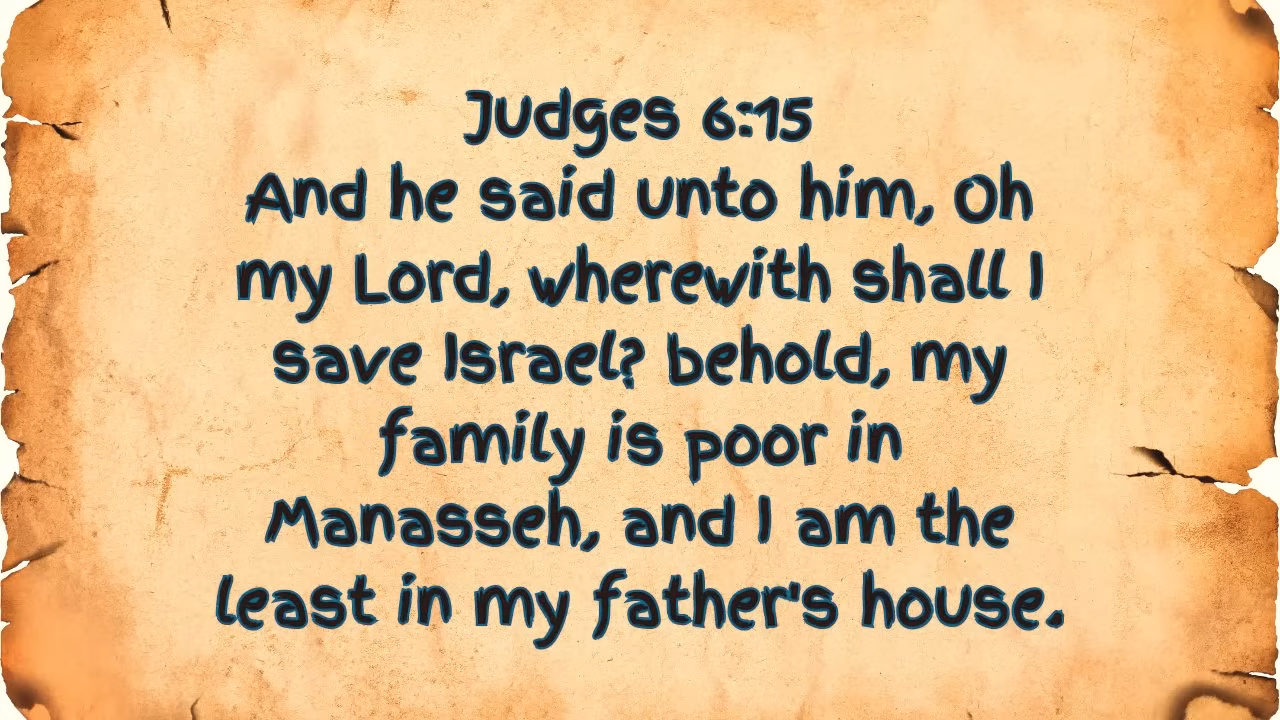 Judges 6:15
And he said unto him, Oh
my Lord, wherewith shall I
save Israel? behold, my
family is poor in
Manasseh, and I am the
least in my father's house.